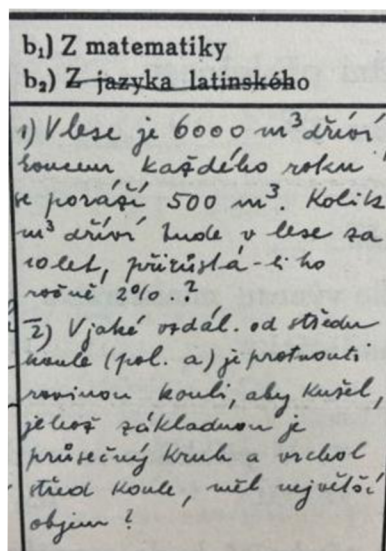 b₁) Z matematiky
b₂) Z jazyka latinského
1) V lese je 6000 m³ dříví
koncem každého roku
se poráží 500 m³. Kolik
m³ dříví bude v lese za
10 let, přirůstá-li ho
ročně 2% ?
2) V jaké vzdál. od středu
koule (pol. a) je protnouti
rovinou kouli, aby kužel,
jehož základnou je
průsečný kruh a vrchol
střed koule, měl největší
objem ?